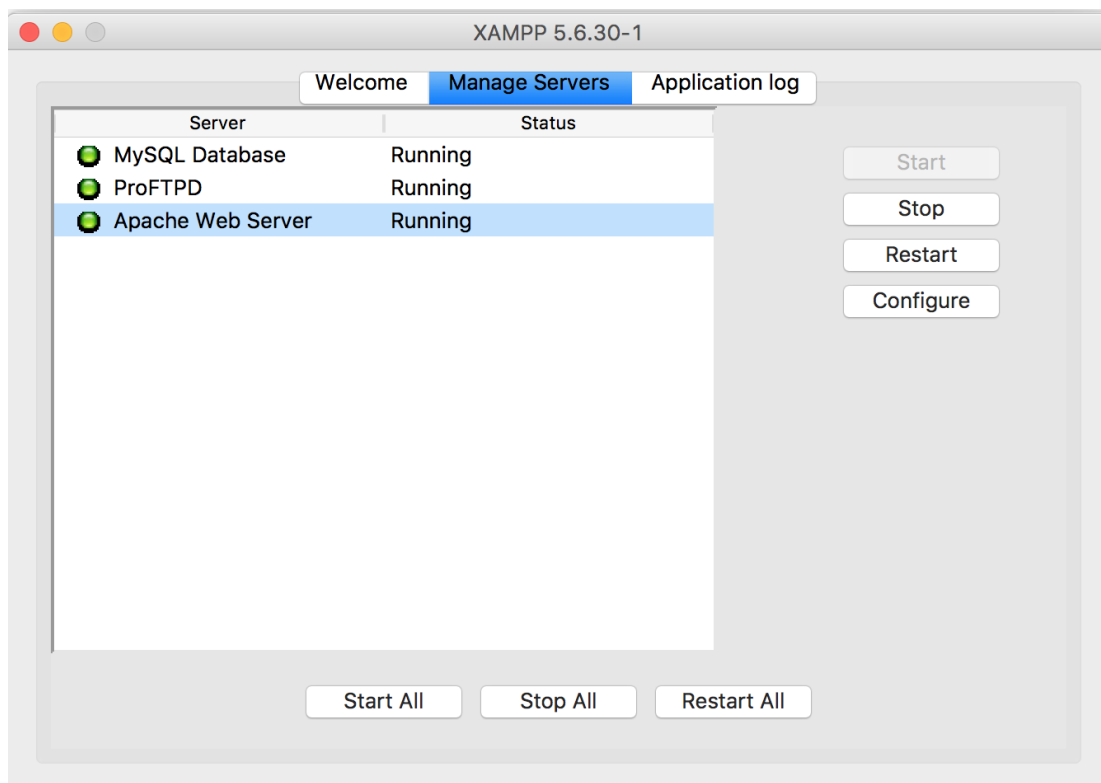 XAMPP 5.6.30-1
Welcome Manage Servers Application log
Server Status
MySQL Database Running
ProFTPD Running
Apache Web Server Running
Start
Stop
Restart
Configure
Start All Stop All Restart All